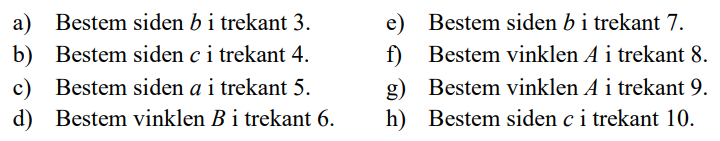 a) Bestem siden b i trekant 3.
b) Bestem siden c i trekant 4.
c) Bestem siden a i trekant 5.
d) Bestem vinklen B i trekant 6.
e) Bestem siden b i trekant 7.
f) Bestem vinklen A i trekant 8.
g) Bestem vinklen A i trekant 9.
h) Bestem siden c i trekant 10.